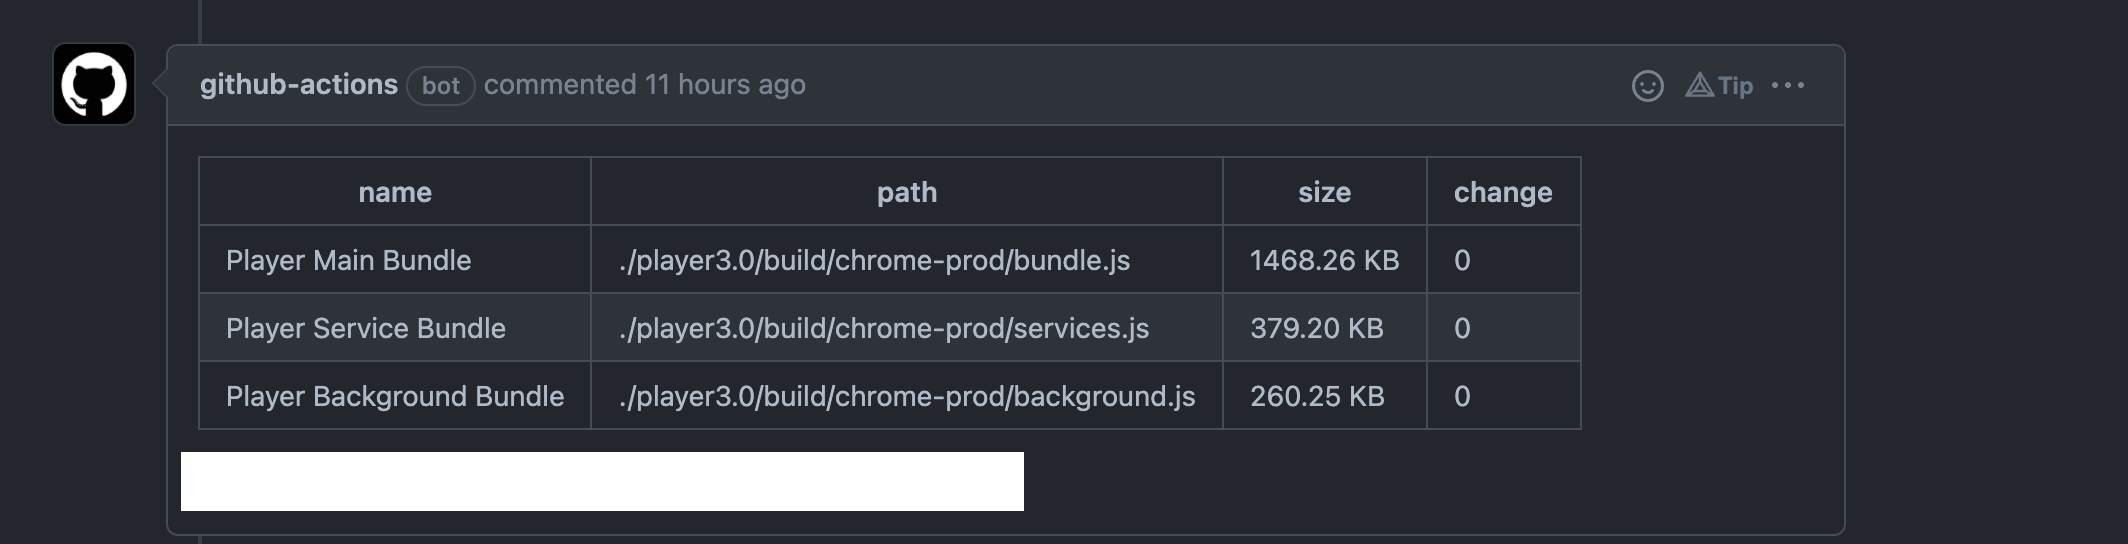 github-actions bot commented 11 hours ago Tip
name path size change
Player Main Bundle ./player3.0/build/chrome-prod/bundle.js 1468.26 KB 0
Player Service Bundle ./player3.0/build/chrome-prod/services.js 379.20 KB 0
Player Background Bundle ./player3.0/build/chrome-prod/background.js 260.25 KB 0